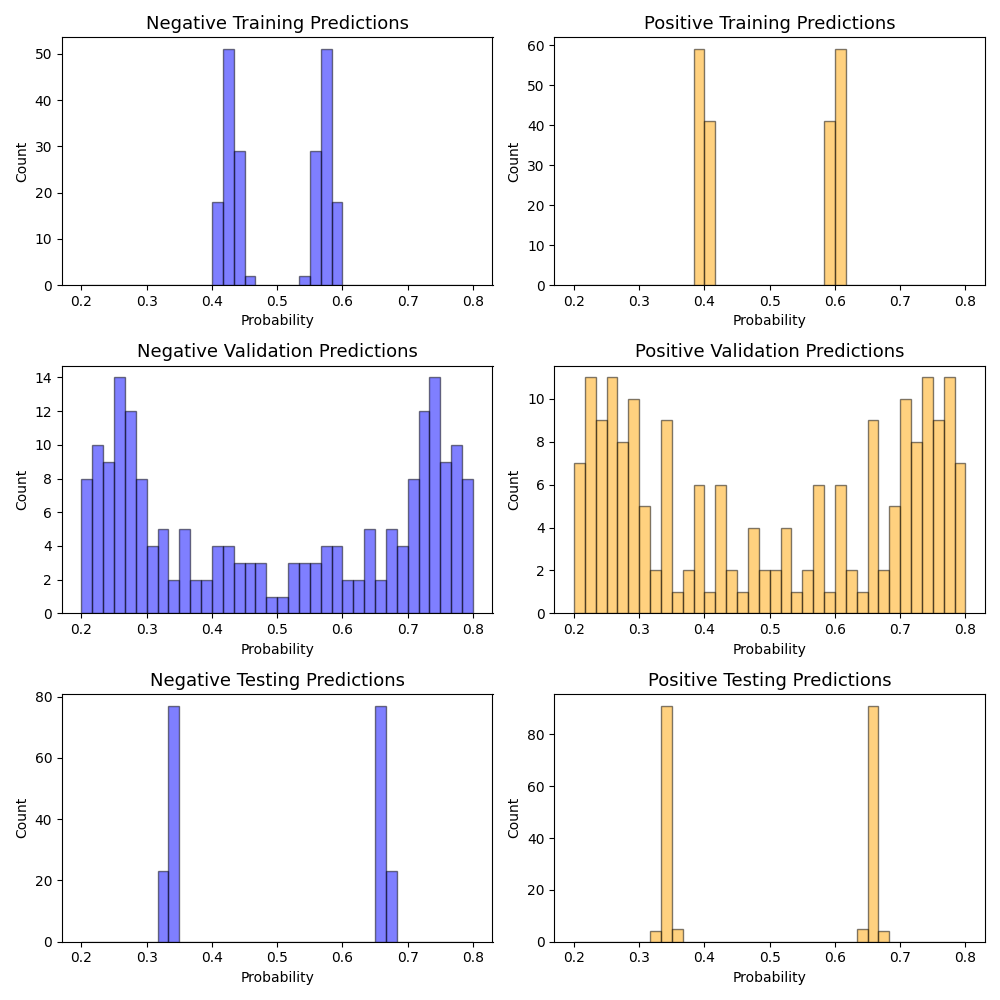 Negative Training Predictions
Count
50
40
30
20
10
0
0.2 0.3 0.4 0.5 0.6 0.7 0.8
Probability
Positive Training Predictions
Count
60
50
40
30
20
10
0
0.2 0.3 0.4 0.5 0.6 0.7 0.8
Probability
Negative Validation Predictions
Count
14
12
10
8
6
4
2
0
0.2 0.3 0.4 0.5 0.6 0.7 0.8
Probability
Positive Validation Predictions
Count
10
8
6
4
2
0
0.2 0.3 0.4 0.5 0.6 0.7 0.8
Probability
Negative Testing Predictions
Count
80
60
40
20
0
0.2 0.3 0.4 0.5 0.6 0.7 0.8
Probability
Positive Testing Predictions
Count
80
60
40
20
0
0.2 0.3 0.4 0.5 0.6 0.7 0.8
Probability